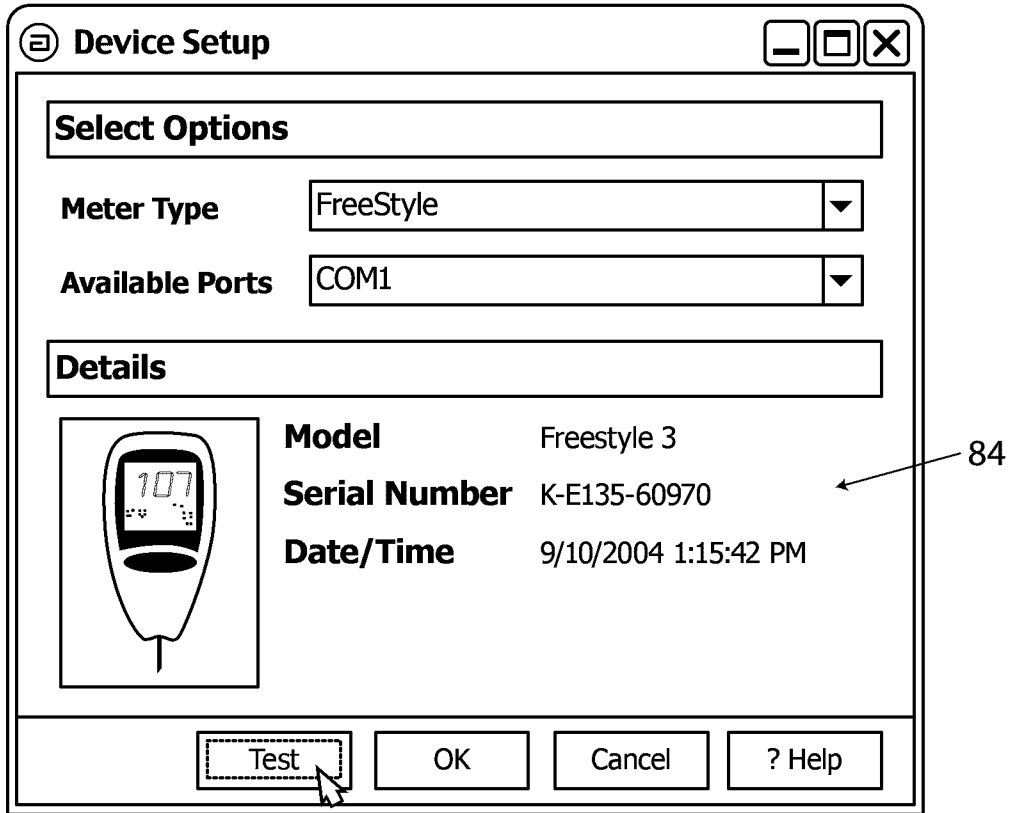 a Device Setup
Select Options
Meter Type FreeStyle
Available Ports COM1
Details
Model Freestyle 3
107
Serial Number K-E135-60970
84
Date/Time 9/10/2004 1:15:42 PM
Test OK Cancel ? Help